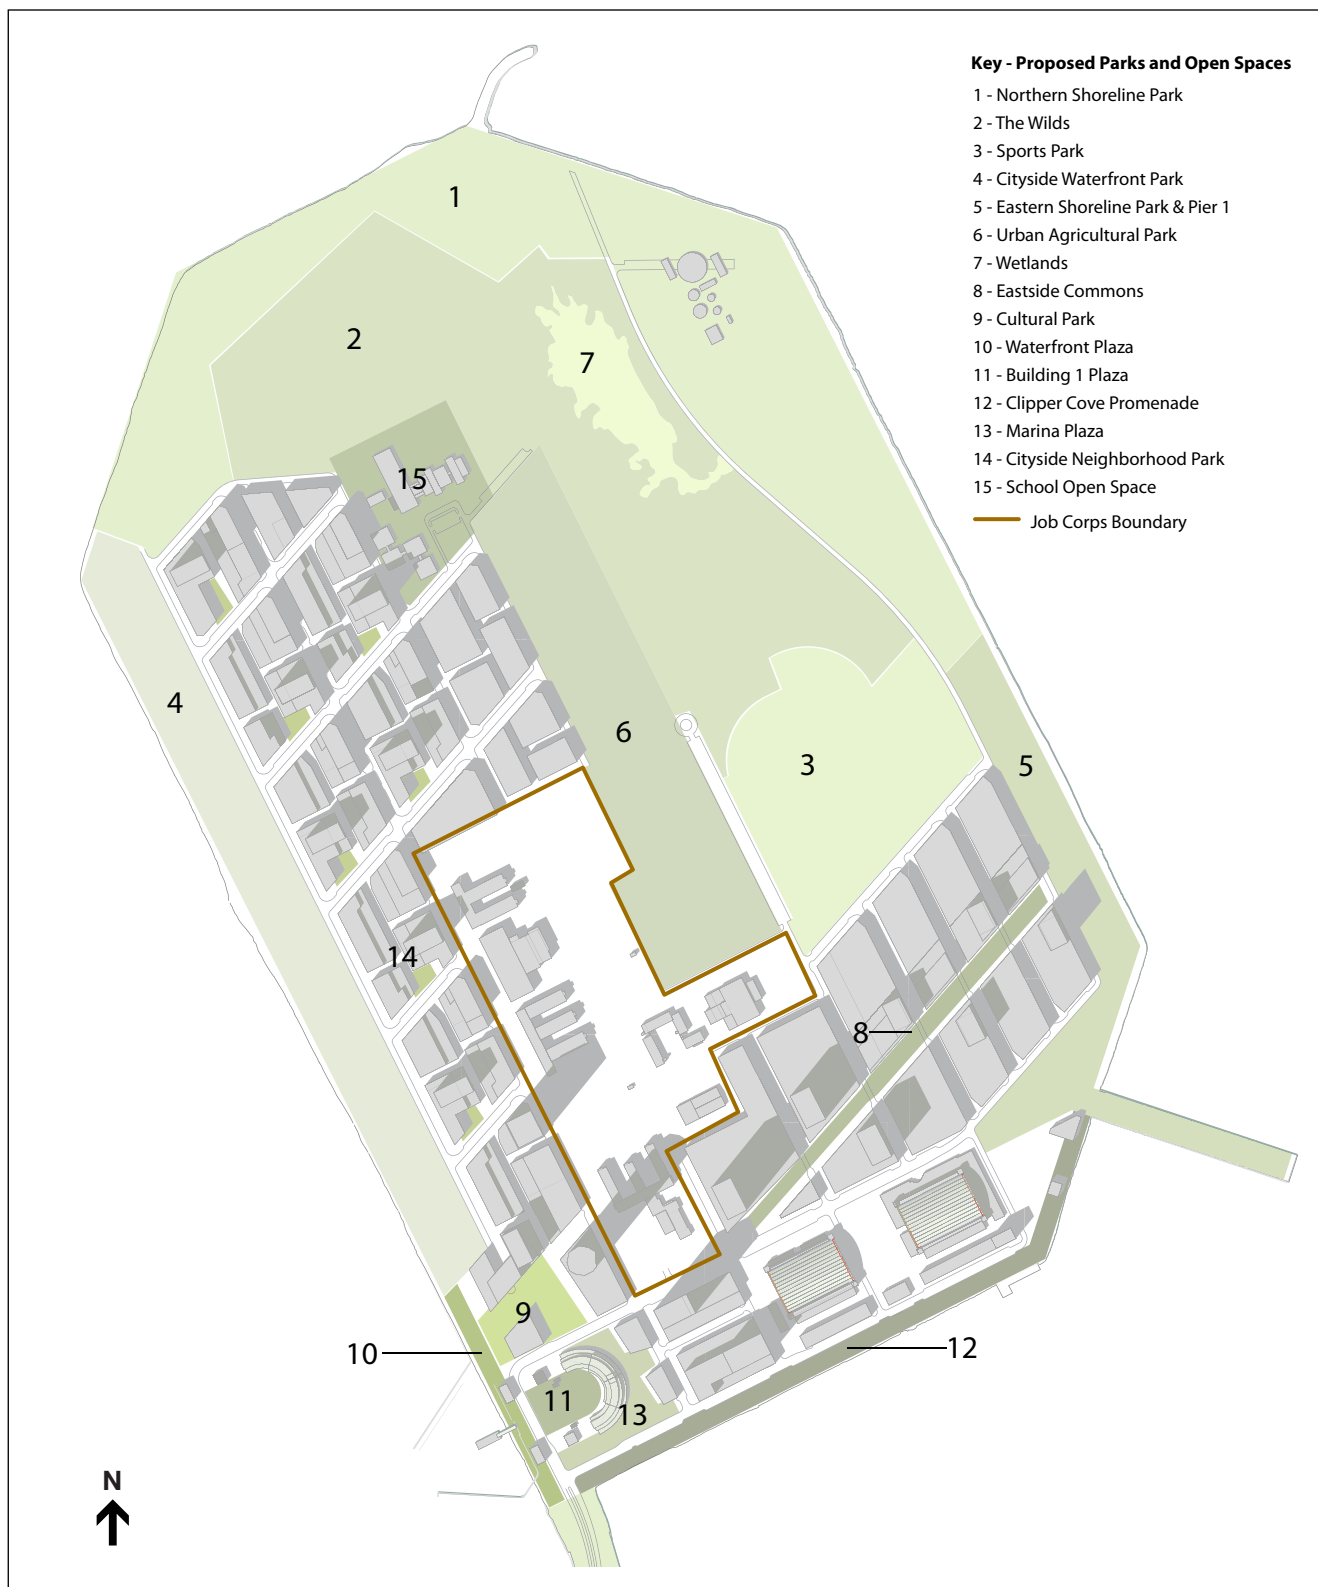 Key - Proposed Parks and Open Spaces
1 - Northern Shoreline Park
2 - The Wilds
3 - Sports Park
4 - Cityside Waterfront Park
5 - Eastern Shoreline Park & Pier 1
6 - Urban Agricultural Park
7 - Wetlands
8 - Eastside Commons
9 - Cultural Park
10 - Waterfront Plaza
11 - Building 1 Plaza
12 - Clipper Cove Promenade
13 - Marina Plaza
14 - Cityside Neighborhood Park
15 - School Open Space
Job Corps Boundary
1
2
7
15
4
6
3
5
14
8
9
10
12
11
13
N